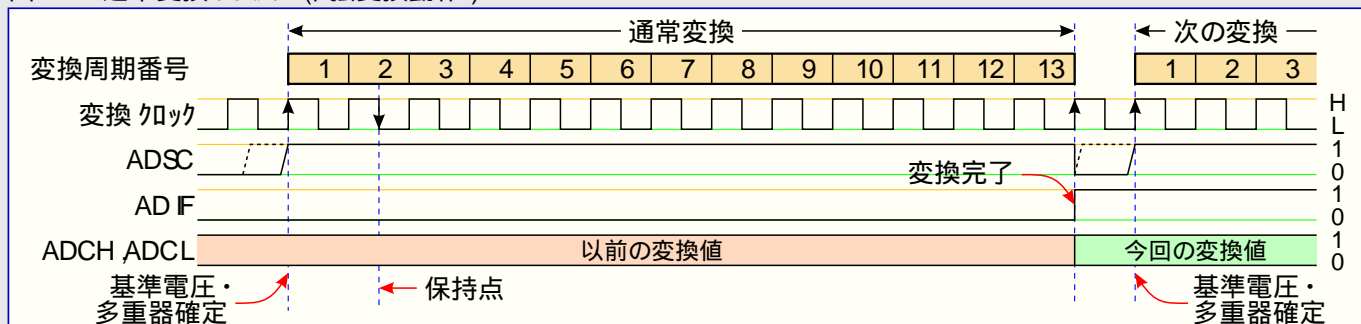 通常変換
次の変換
変換周期番号 1 2 3 4 5 6 7 8 9 10 11 12 13 1 2 3
変換 ｸﾛｯｸ H
L
ADSC 1
0
変換完了
ADIF 1
0
ADCH,ADCL 以前の変換値 今回の変換値 1
0
基準電圧・
多重器確定
保持点
基準電圧・
多重器確定